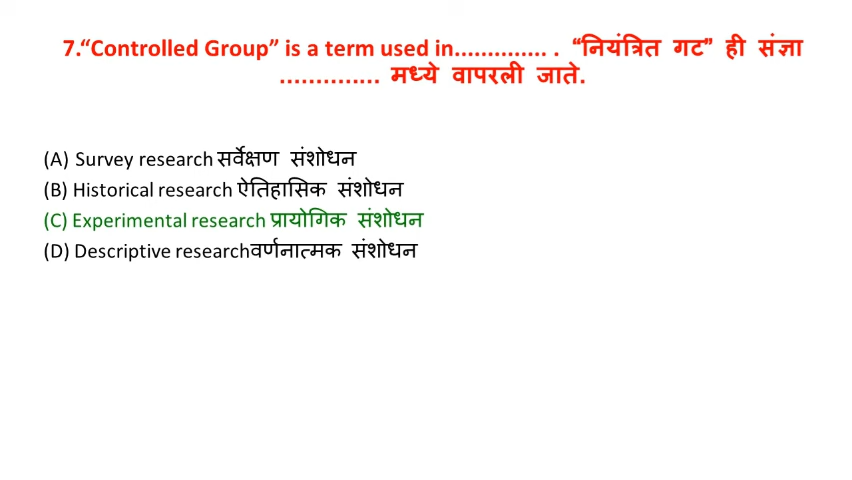 7.“Controlled Group” is a term used in.............. . “नियंत्रित गट” ही संज्ञा
............... मध्ये वापरली जाते.
(A) Survey research सर्वेक्षण संशोधन
(B) Historical research ऐतिहासिक संशोधन
(C) Experimental research प्रायोगिक संशोधन
(D) Descriptive researchवर्णनात्मक संशोधन